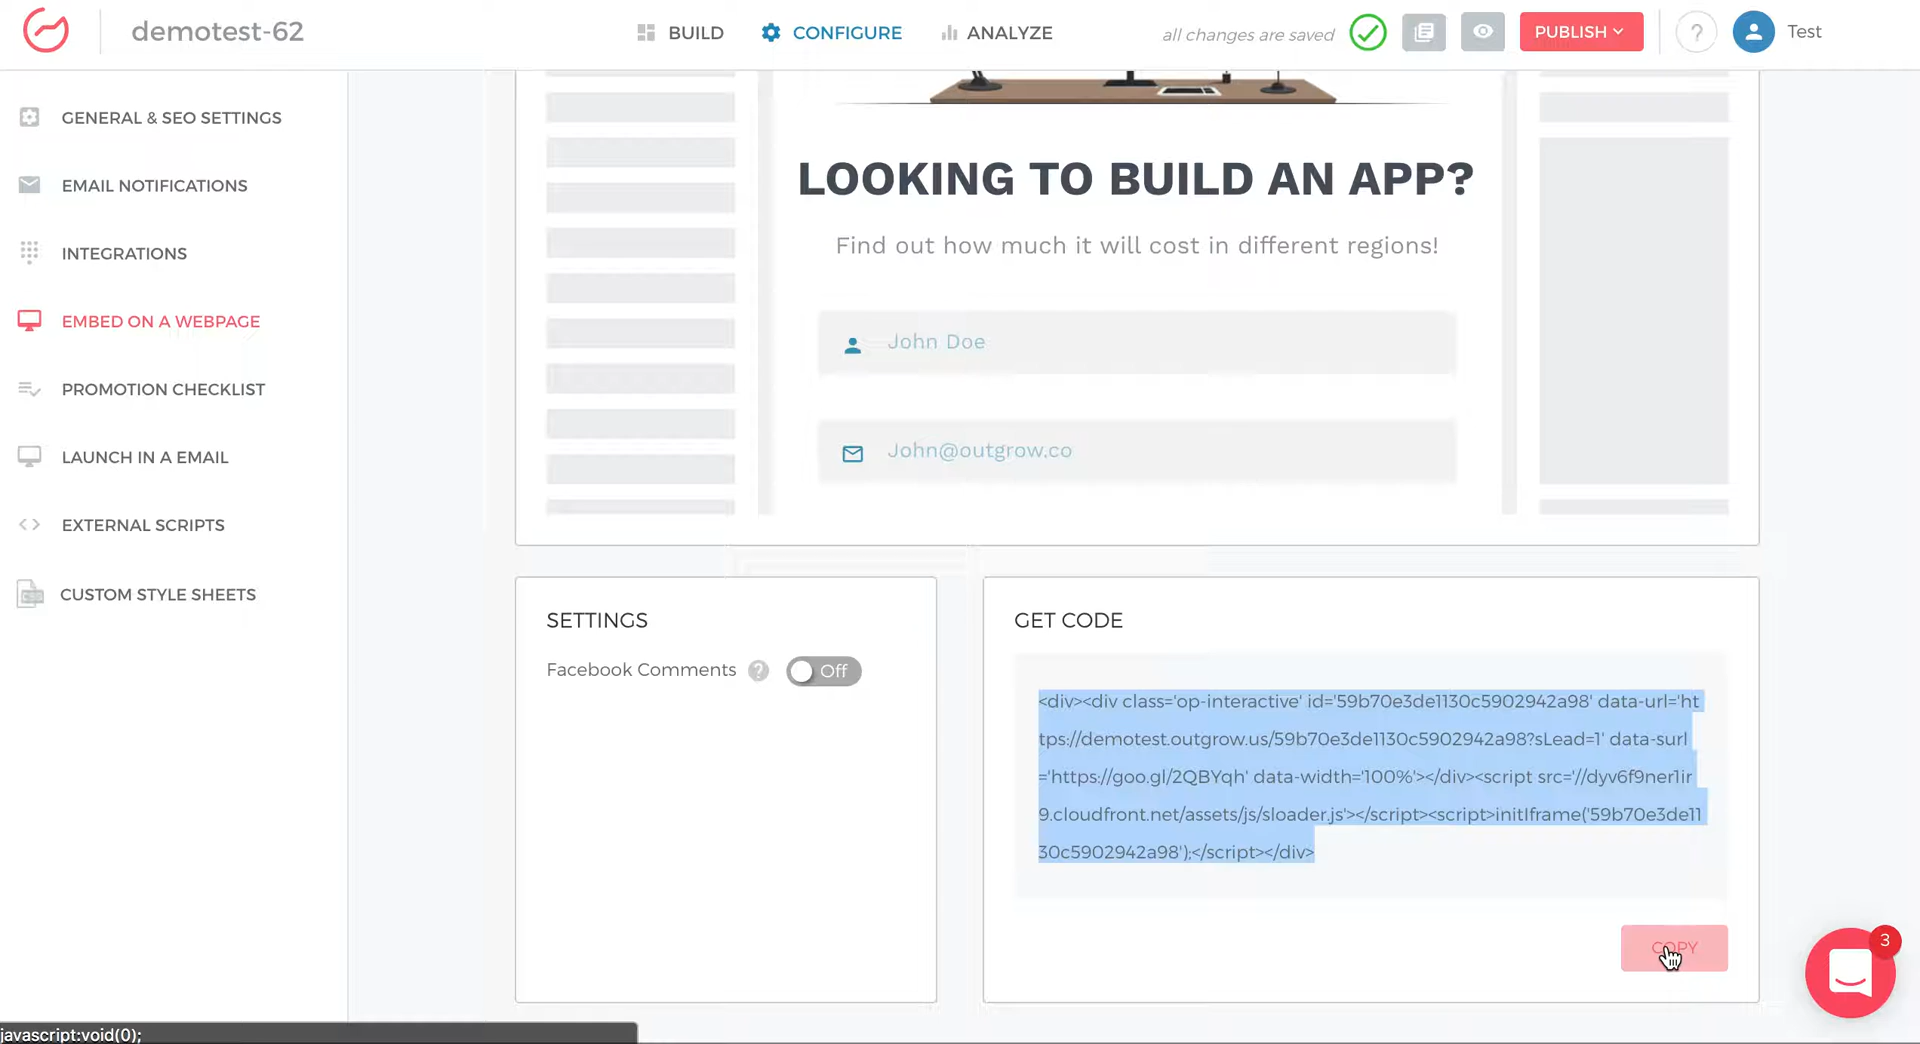 demotest-62
BUILD
CONFIGURE
ANALYZE
all changes are saved
PUBLISH
?
Test
GENERAL & SEO SETTINGS
EMAIL NOTIFICATIONS
INTEGRATIONS
EMBED ON A WEBPAGE
PROMOTION CHECKLIST
LAUNCH IN A EMAIL
EXTERNAL SCRIPTS
CUSTOM STYLE SHEETS
LOOKING TO BUILD AN APP?
Find out how much it will cost in different regions!
John Doe
John@outgrow.co
SETTINGS
Facebook Comments ? Off
GET CODE
<div><div class='op-interactive' id='59b70e3de1130c5902942a98' data-url='ht
tps://demotest.outgrow.us/59b70e3de1130c5902942a98?sLead=1' data-surl
='https://goo.gl/2QBYqh' data-width='100%'></div><script src='//dyv6f9ner1ir
9.cloudfront.net/assets/js/sloader.js'></script><script>initIframe('59b70e3de11
30c5902942a98');</script></div>
COPY
3
javascript:void(0);